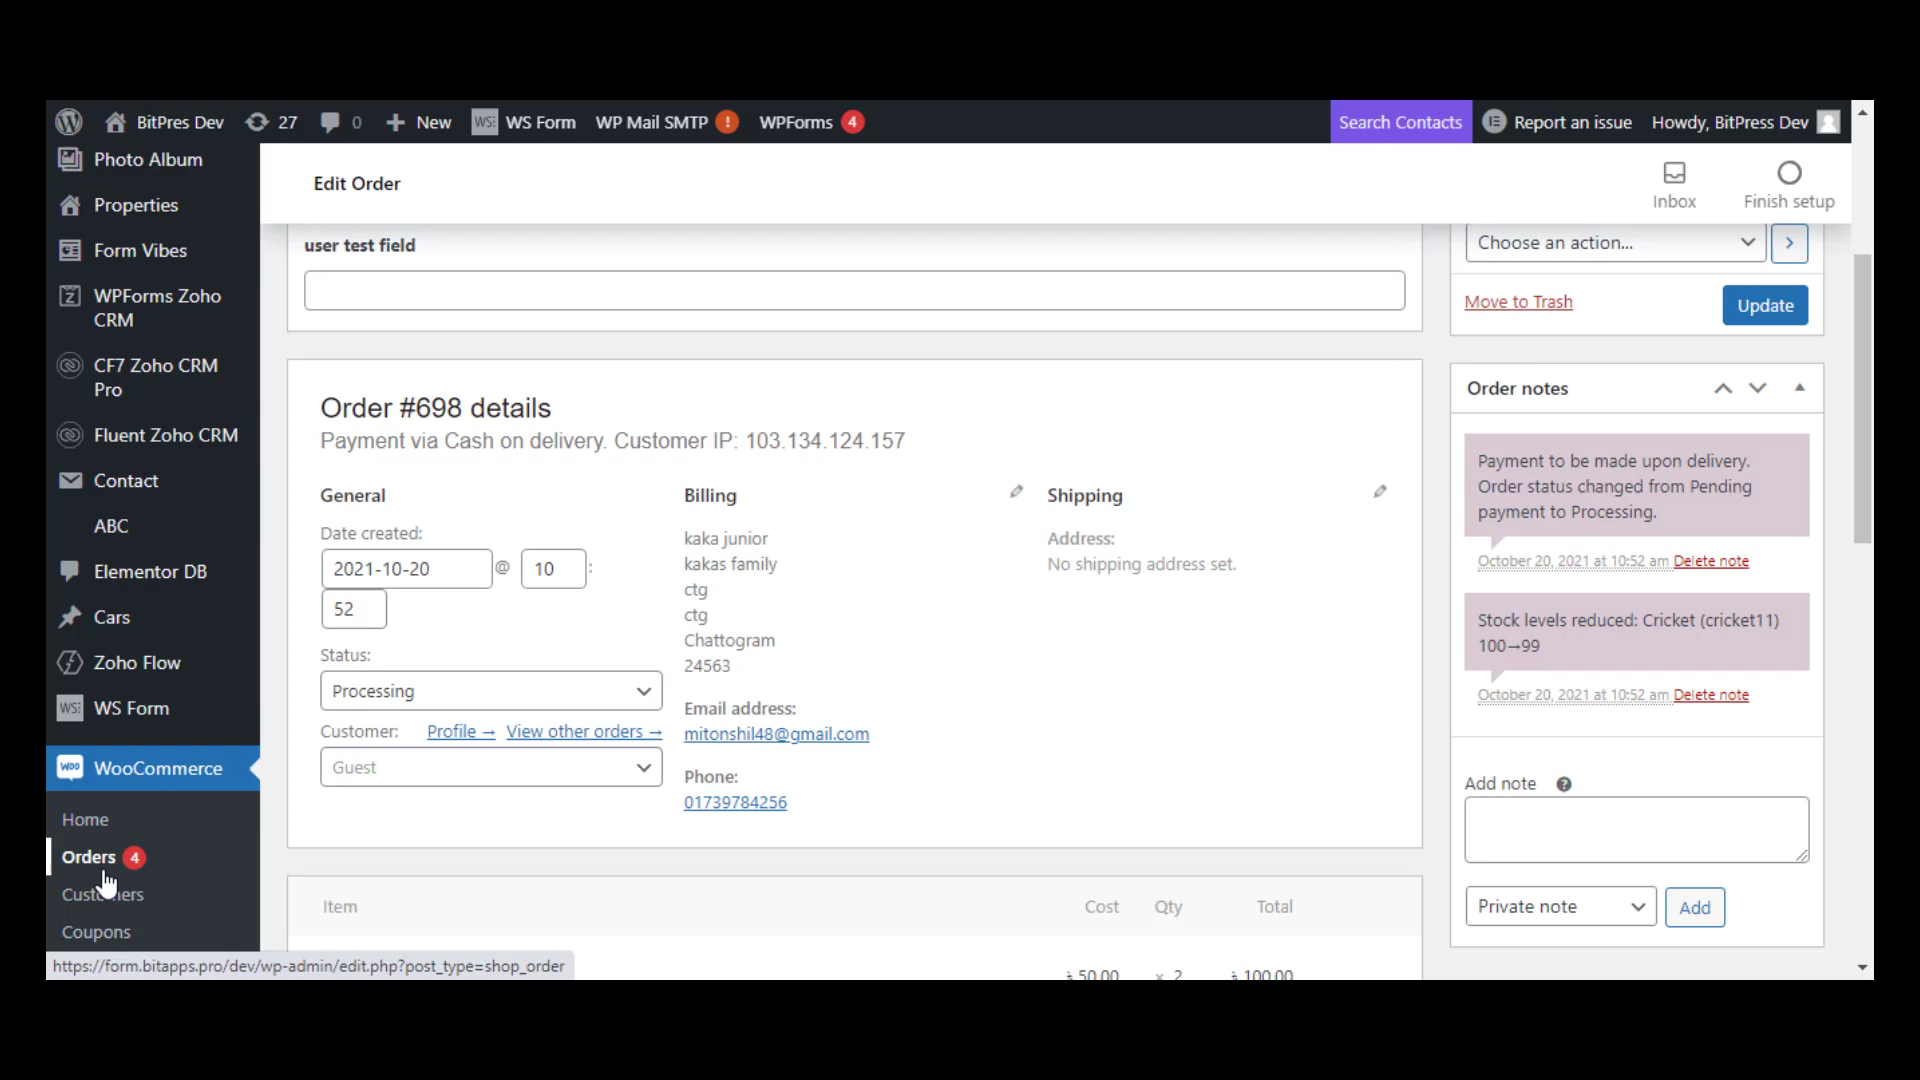 BitPres Dev 27 0 New WS Form WP Mail SMTP ! WPForms 4 Search Contacts Report an issue Howdy, BitPress Dev
Photo Album
Properties
Form Vibes
WPForms Zoho
CRM
CF7 Zoho CRM
Pro
Fluent Zoho CRM
Contact
ABC
Elementor DB
Cars
Zoho Flow
WS Form
WooCommerce
Home
Orders 4
Customers
Coupons
https://form.bitapps.pro/dev/wp-admin/edit.php?post_type=shop_order
Edit Order
Inbox
Finish setup
user test field
Order #698 details
Payment via Cash on delivery. Customer IP: 103.134.124.157
General
Date created:
2021-10-20 @ 10 :
52
Status:
Processing
Customer: Profile → View other orders →
Guest
Billing
kaka junior
kakas family
ctg
ctg
Chattogram
24563
Email address:
mitonshil48@gmail.com
Phone:
01739784256
Shipping
Address:
No shipping address set.
Item Cost Qty Total
৳ 50.00 × 2 ৳ 100.00
Choose an action...
Move to Trash Update
Order notes
Payment to be made upon delivery.
Order status changed from Pending
payment to Processing.
October 20, 2021 at 10:52 am Delete note
Stock levels reduced: Cricket (cricket11)
100→99
October 20, 2021 at 10:52 am Delete note
Add note ?
Private note Add